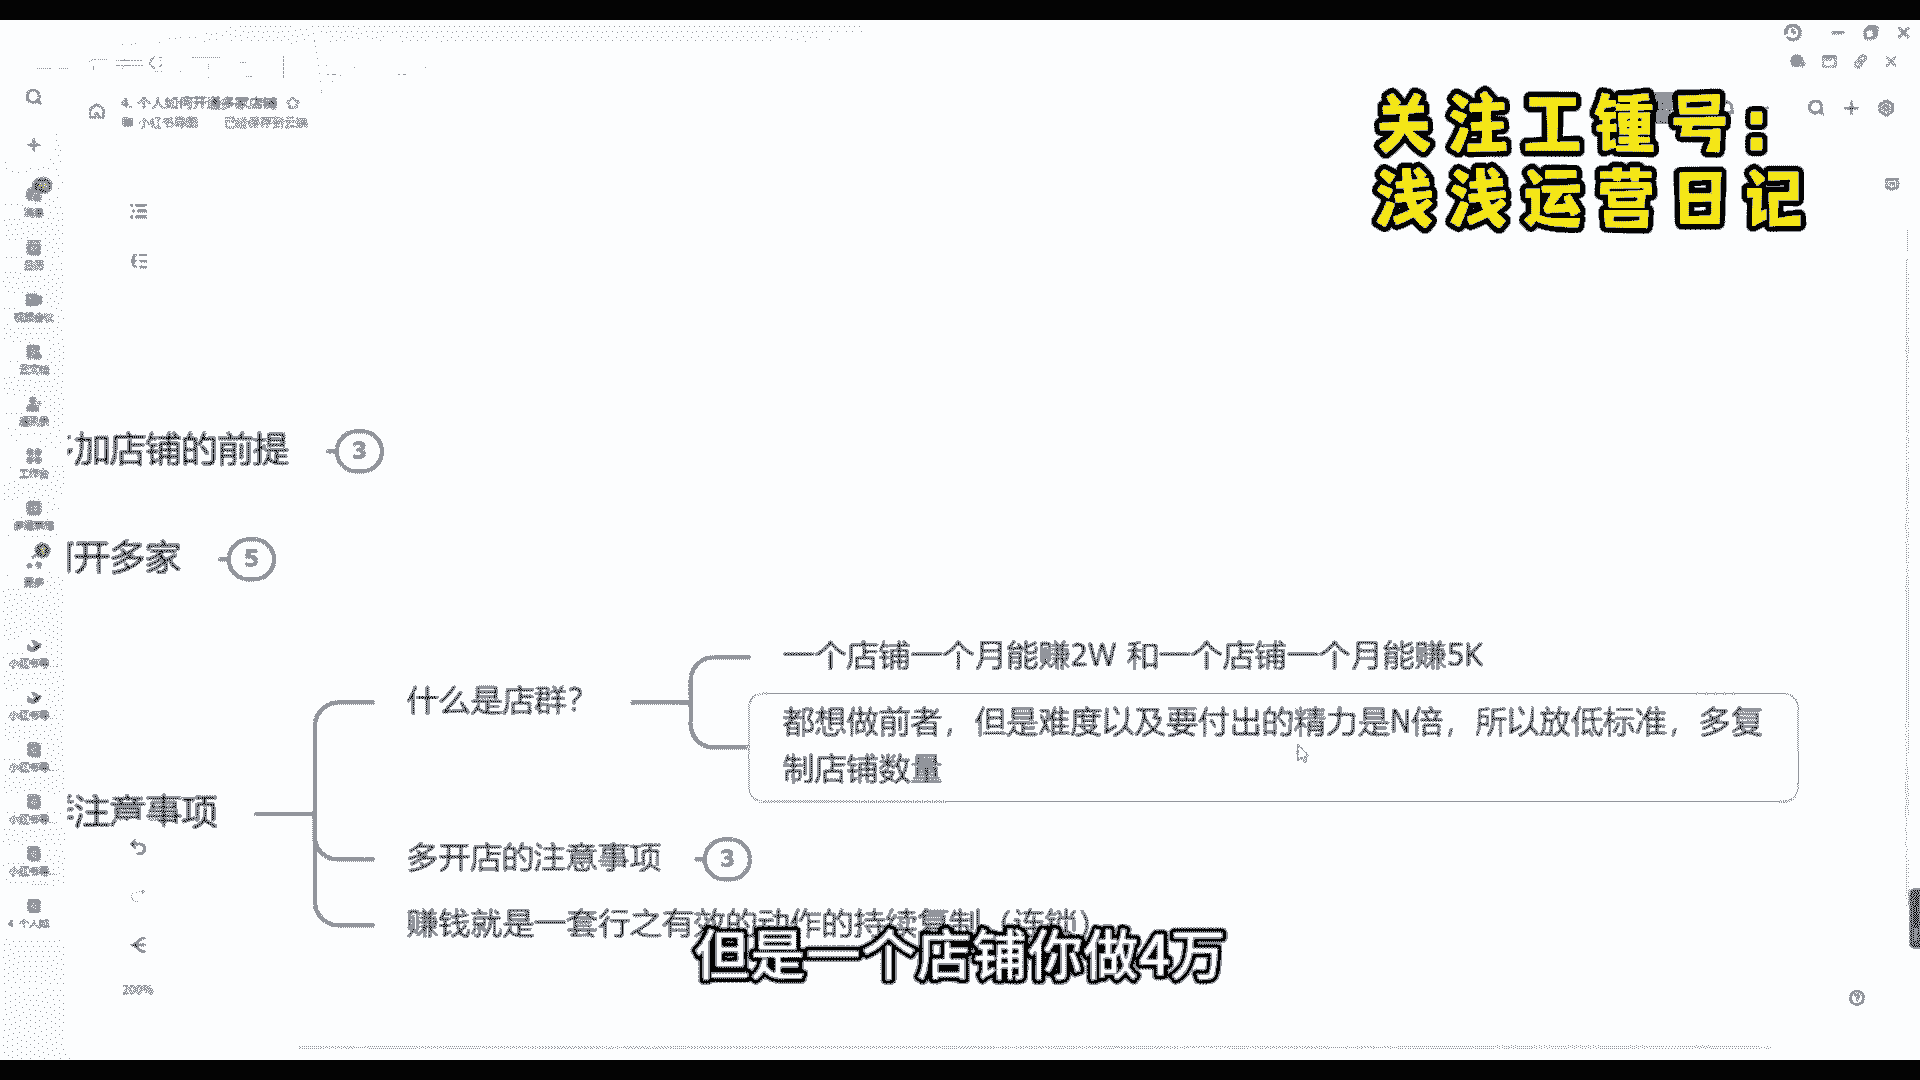 关注工锺号：
浅浅运营日记
4. 个人如何开通多家店铺
小红书导图 已经保存到云端
加店铺的前提
3
开多家
5
一个店铺一个月能赚2W 和一个店铺一个月能赚5K
什么是店群？
都想做前者，但是难度以及要付出的精力是N倍，所以放低标准，多复
制店铺数量
注意事项
多开店的注意事项
3
赚钱就是一套行之有效的动作的持续复制（连锁）
但是一个店铺你做4万
工作台
200%